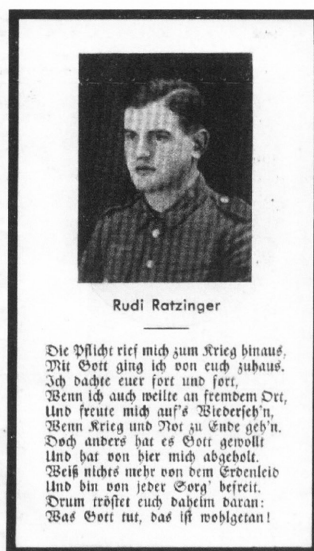 Rudi Ratzinger
Die Pflicht rief mich zum Krieg hinaus,
Mit Gott ging ich von euch zuhaus.
Ich dachte euer fort und fort,
Wenn ich auch weilte an fremdem Ort,
Und freute mich auf's Wiederseh'n,
Wenn Krieg und Not zu Ende geh'n.
Doch anders hat es Gott gewollt
Und hat von hier mich abgeholt.
Weiß nichts mehr von dem Erdenleid
Und bin von jeder Sorg' befreit.
Drum tröstet euch daheim daran:
Was Gott tut, das ist wohlgetan!